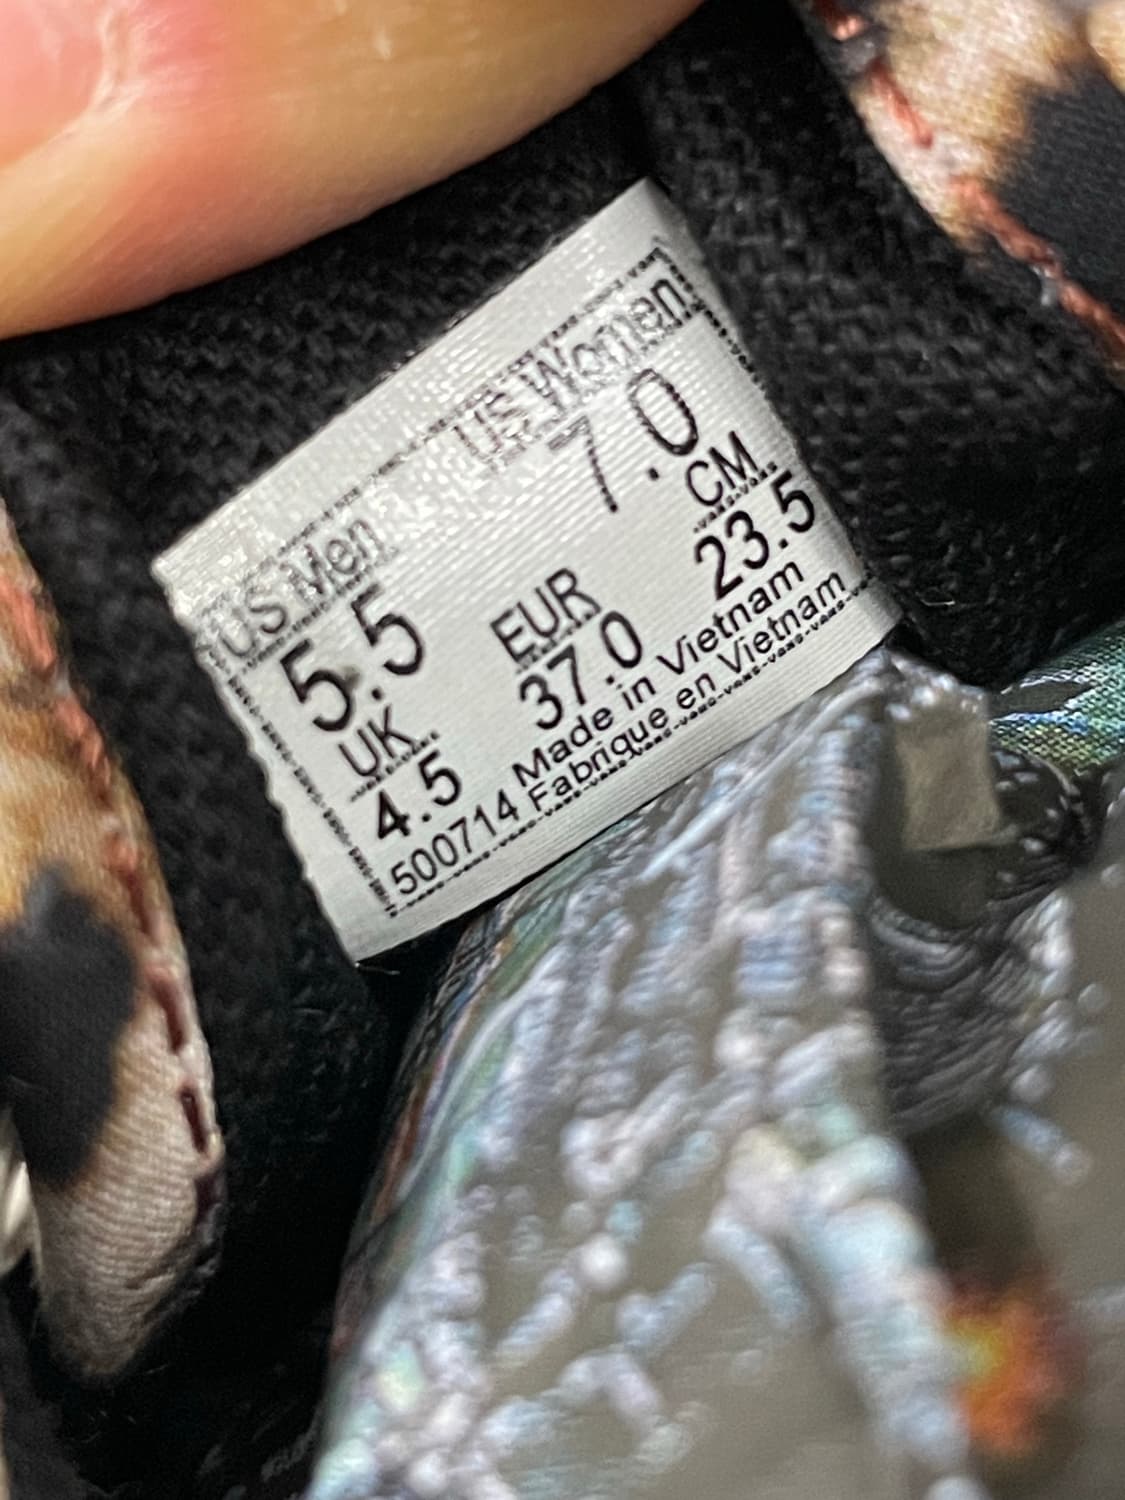 US Men US Women
5.5 7.0
UK EUR CM
4.5 37.0 23.5
500714 Made in Vietnam
Fabrique en Vietnam